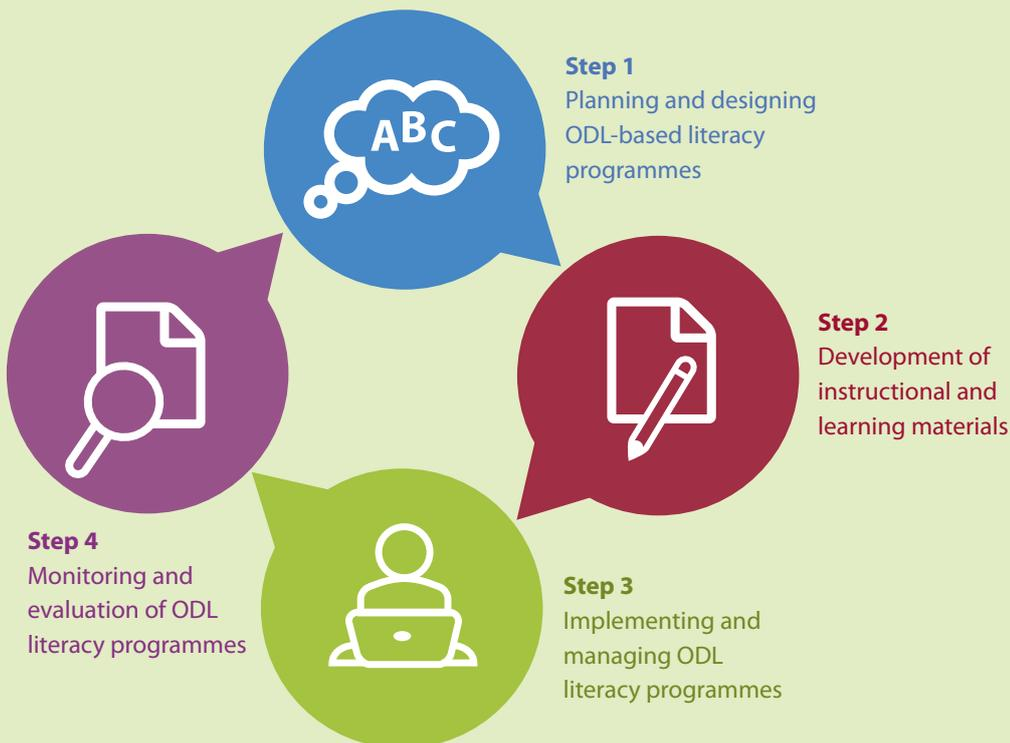 ABC
Step 1
Planning and designing
ODL-based literacy
programmes
Step 2
Development of
instructional and
learning materials
Step 3
Implementing and
managing ODL
literacy programmes
Step 4
Monitoring and
evaluation of ODL
literacy programmes